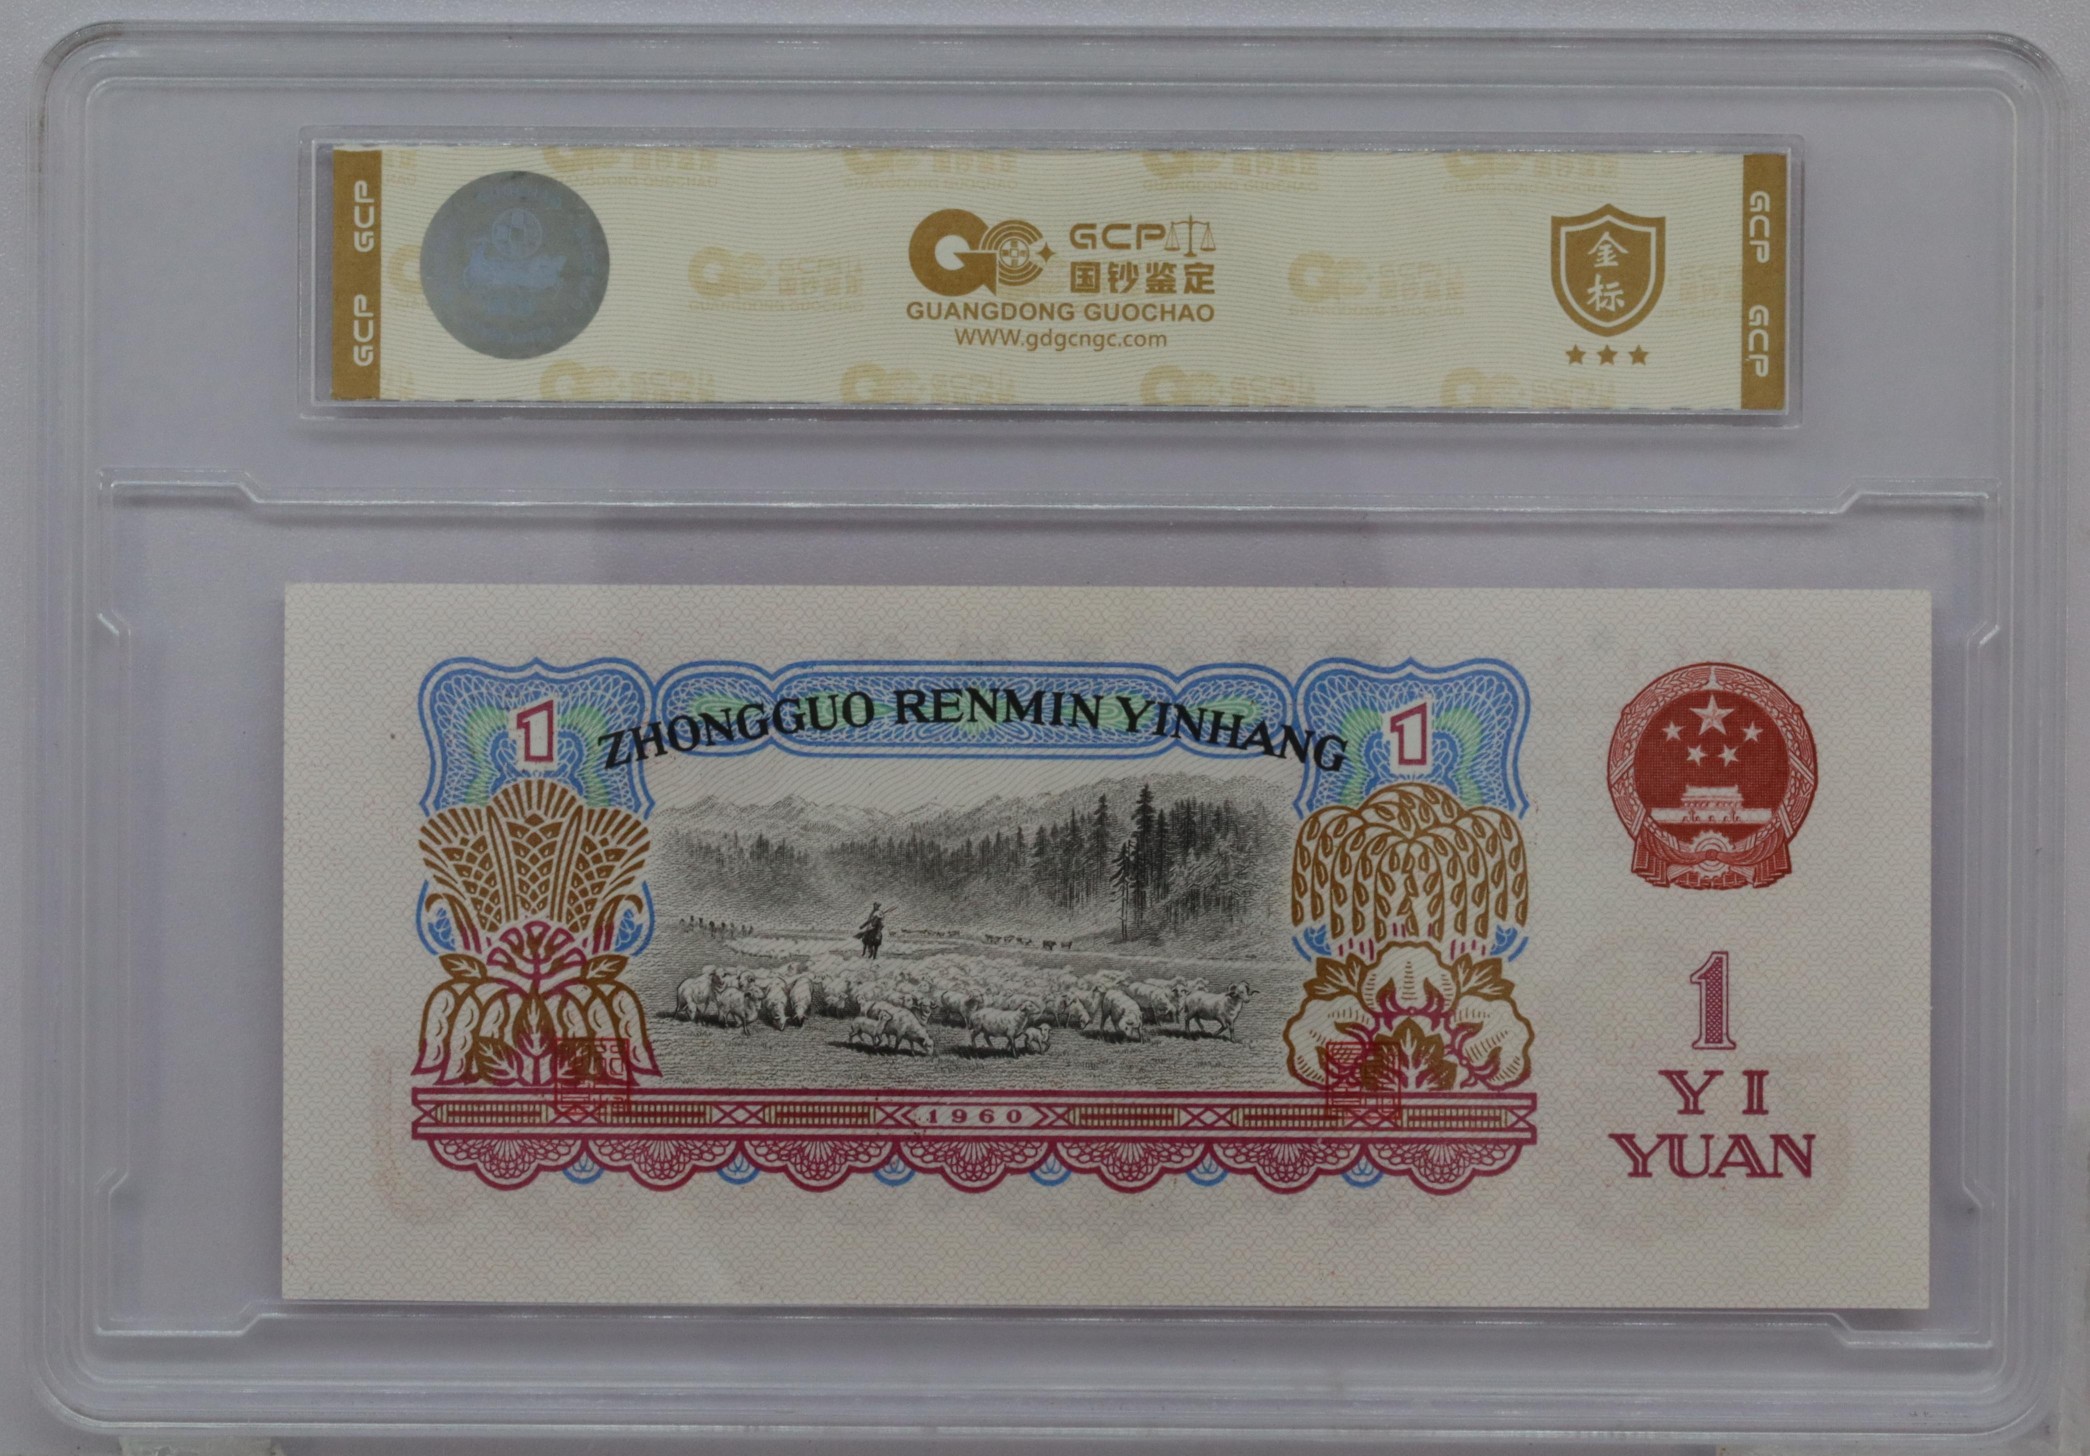 GCP GCP
GCP
国钞鉴定
GUANGDONG GUOCHAO
WWW.gdgcngc.com
金
标
GCP GCP
1
ZHONGGUO RENMIN YINHANG
1
1960
1
YI
YUAN